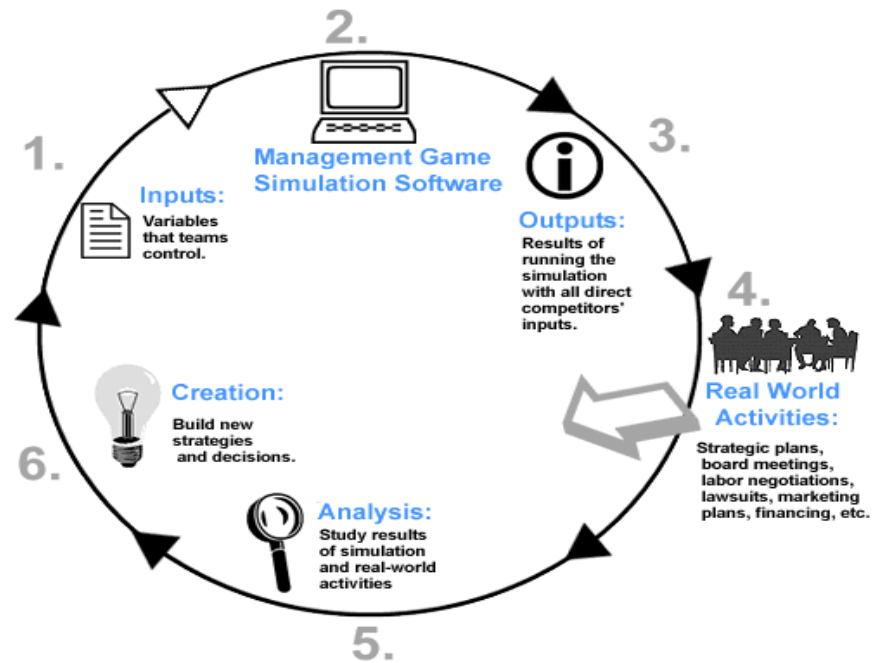 1.
Inputs:
Variables
that teams
control.
2.
Management Game
Simulation Software
3.
Outputs:
Results of
running the
simulation
with all direct
competitors'
inputs.
4.
Real World
Activities:
Strategic plans,
board meetings,
labor negotiations,
lawsuits, marketing
plans, financing, etc.
5.
Analysis:
Study results
of simulation
and real-world
activities
6.
Creation:
Build new
strategies
and decisions.